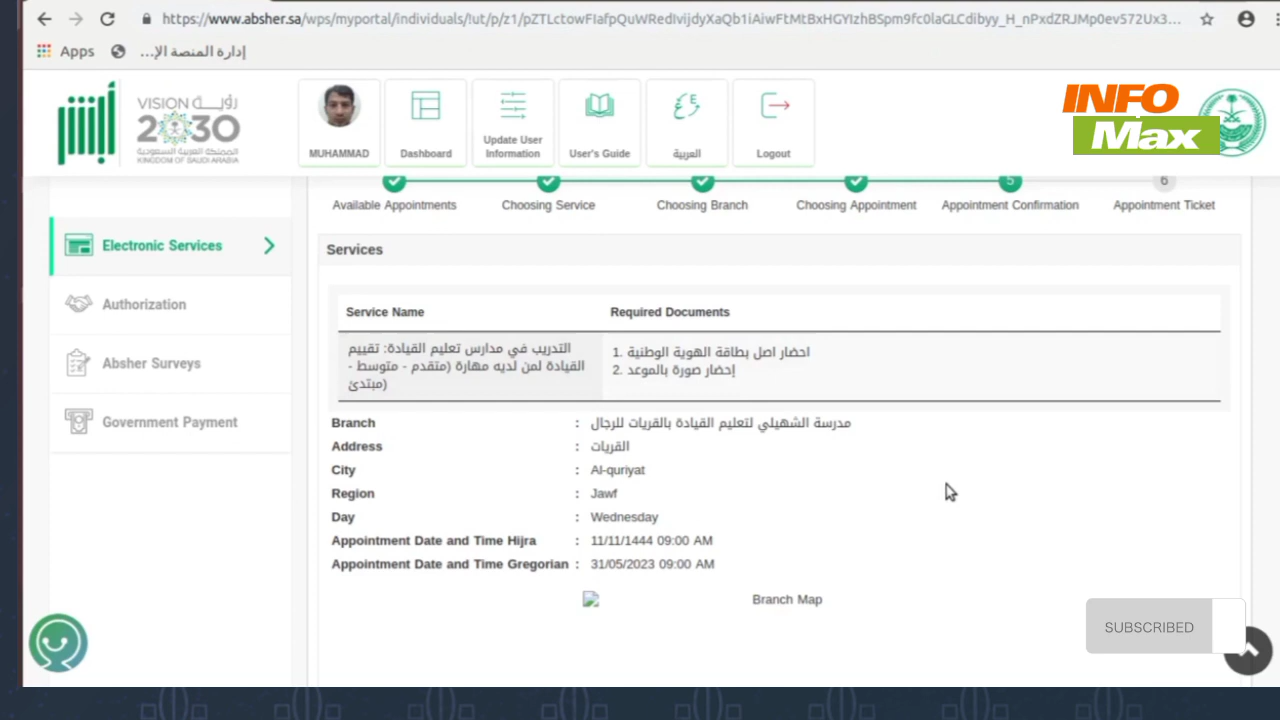 https://www.absher.sa/wps/myportal/individuals/!ut/p/z1/pZTLctowFIafpQuWRedIvijdyXaQb1iAiwFtMtBxHGYIzhBSpm9fc0laGLCdibyy_H_nPxdZRJMp0ev572Ux3...
Apps إدارة المنصة الإ...
أبشر
VISION رؤيــة
2030
المملكة العربية السعودية
KINGDOM OF SAUDI ARABIA
MUHAMMAD
Dashboard
Update User
Information
User's Guide
ع E
العربية
Logout
INFO
Max
5
6
Available Appointments
Choosing Service
Choosing Branch
Choosing Appointment
Appointment Confirmation
Appointment Ticket
Electronic Services
Authorization
Absher Surveys
Government Payment
Services
Service Name Required Documents
التدريب في مدارس تعليم القيادة: تقييم
القيادة لمن لديه مهارة (متقدم - متوسط -
مبتدئ)
1. احضار اصل بطاقة الهوية الوطنية
2. إحضار صورة بالموعد
Branch : مدرسة الشهيلي لتعليم القيادة بالقريات للرجال
Address : القريات
City : Al-quriyat
Region : Jawf
Day : Wednesday
Appointment Date and Time Hijra : 11/11/1444 09:00 AM
Appointment Date and Time Gregorian : 31/05/2023 09:00 AM
Branch Map
SUBSCRIBED